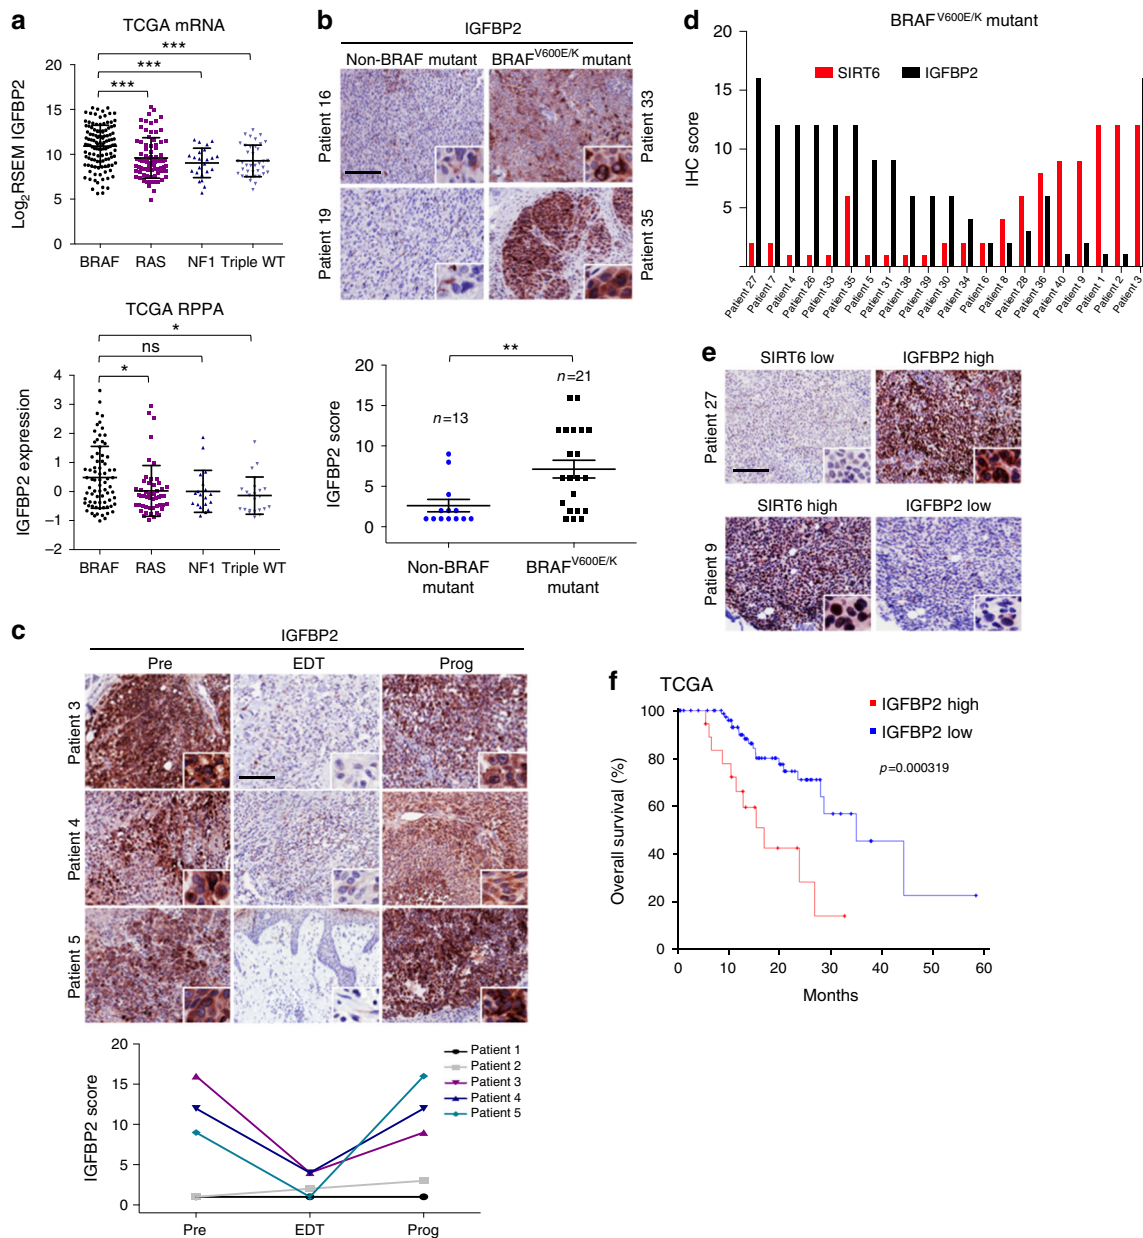 a
TCGA mRNA
***
***
***
Log2RSEM IGFBP2
20
15
10
5
0
BRAF RAS NF1 Triple WT
TCGA RPPA
*
ns
*
IGFBP2 expression
4
3
2
1
0
–1
–2
BRAF RAS NF1 Triple WT
b
IGFBP2
Non-BRAF mutant
BRAFV600E/K mutant
Patient 16
Patient 33
Patient 19
Patient 35
**
n=21
n=13
IGFBP2 score
20
15
10
5
0
Non-BRAF mutant
BRAFV600E/K mutant
c
IGFBP2
Pre EDT Prog
Patient 3
Patient 4
Patient 5
IGFBP2 score
20
15
10
5
0
Pre EDT Prog
Patient 1
Patient 2
Patient 3
Patient 4
Patient 5
d
BRAFV600E/K mutant
SIRT6 IGFBP2
IHC score
20
15
10
5
Patient 27
Patient 7
Patient 4
Patient 26
Patient 33
Patient 35
Patient 5
Patient 31
Patient 38
Patient 39
Patient 30
Patient 34
Patient 6
Patient 8
Patient 28
Patient 36
Patient 40
Patient 9
Patient 1
Patient 2
Patient 3
e
SIRT6 low
IGFBP2 high
Patient 27
SIRT6 high
IGFBP2 low
Patient 9
f
TCGA
IGFBP2 high
IGFBP2 low
p=0.000319
Overall survival (%)
100
80
60
40
20
0
0 10 20 30 40 50 60
Months